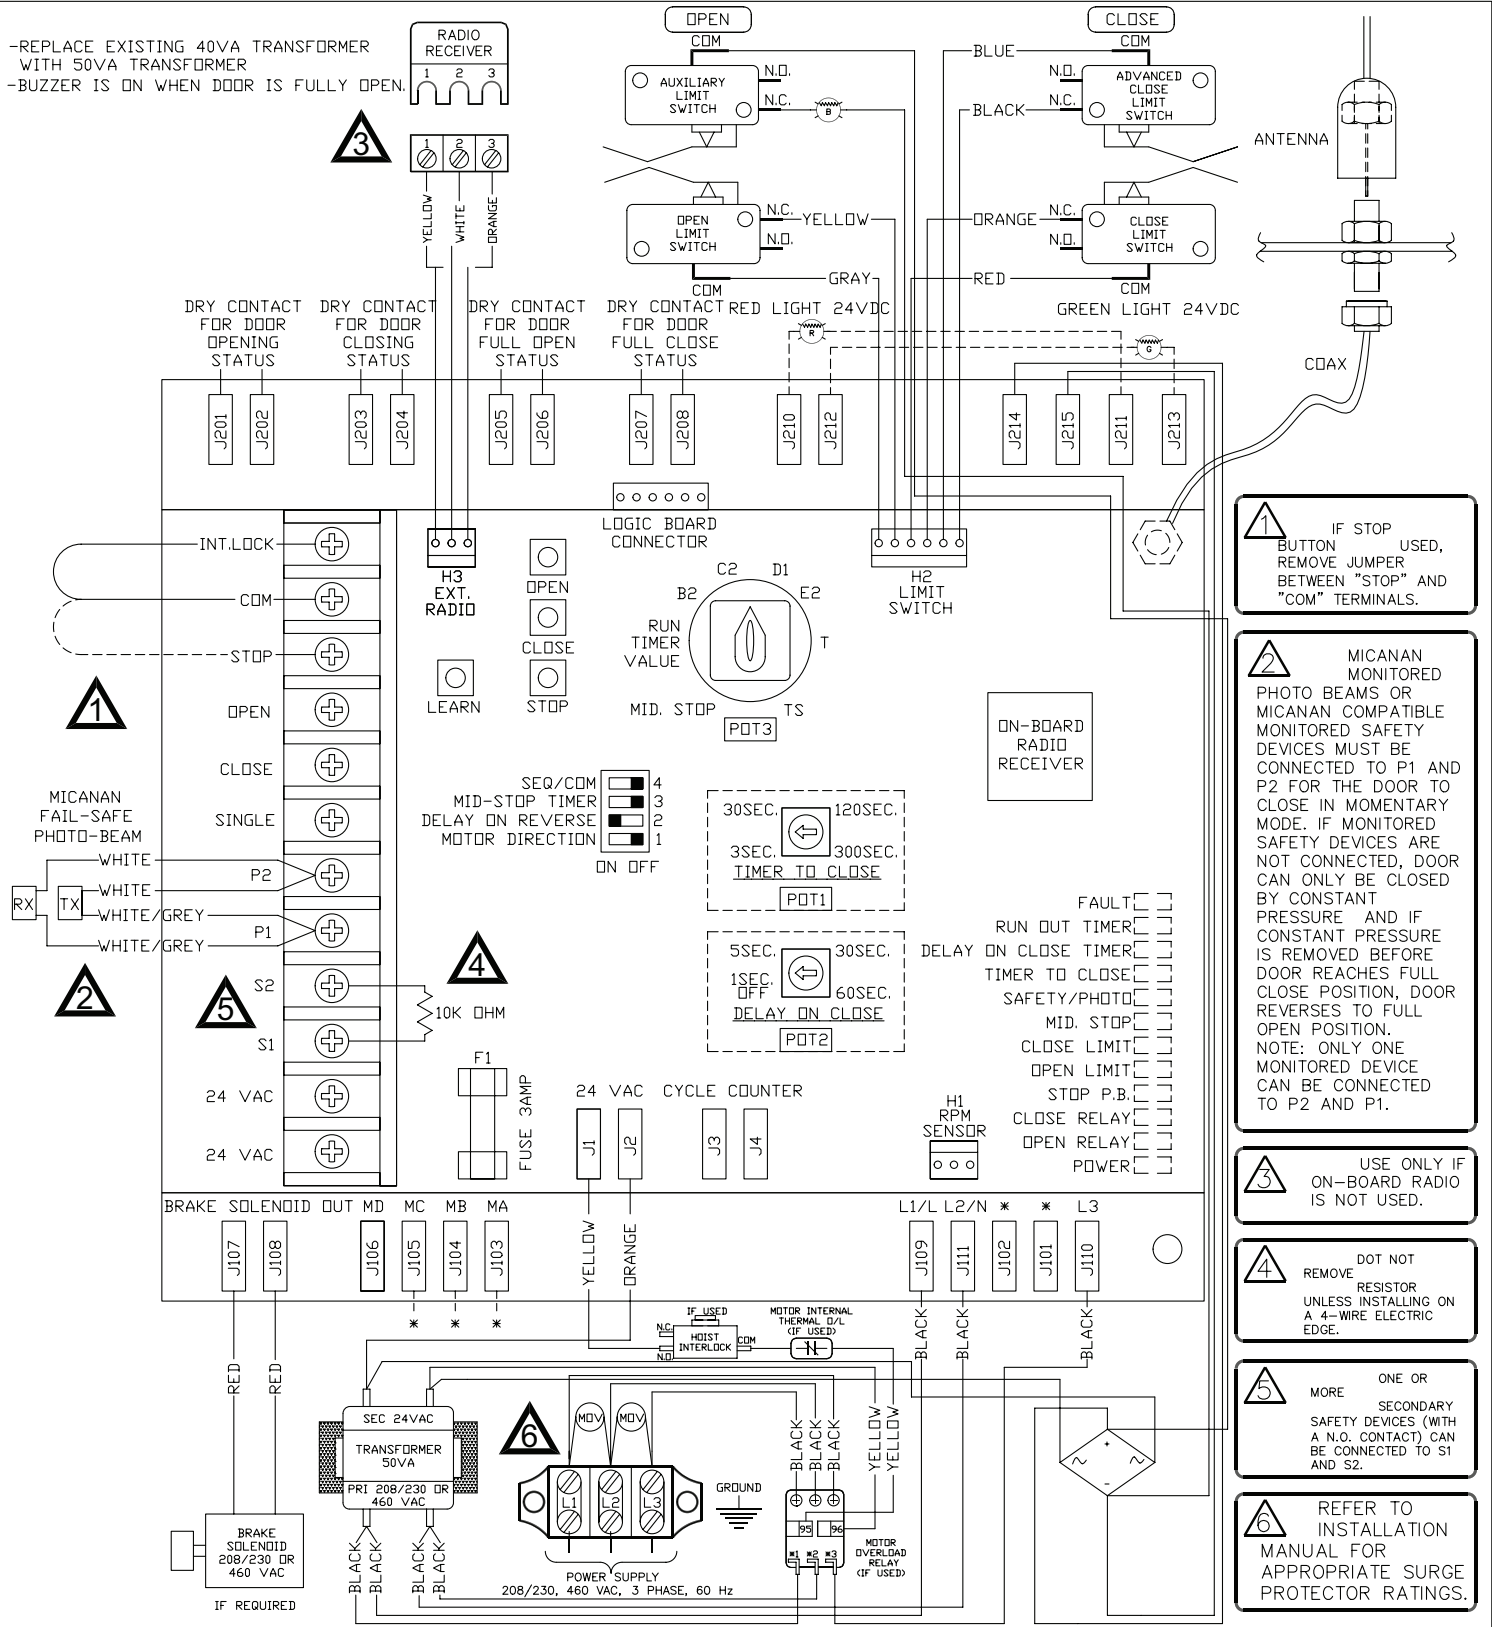 -REPLACE EXISTING 40VA TRANSFORMER
WITH 50VA TRANSFORMER
-BUZZER IS ON WHEN DOOR IS FULLY OPEN.
RADIO
RECEIVER
1 2 3
3
1 2 3
YELLOW
WHITE
ORANGE
OPEN
COM
AUXILIARY
LIMIT
SWITCH
N.O.
N.C.
B
OPEN
LIMIT
SWITCH
N.C.
N.O.
YELLOW
GRAY
COM
CLOSE
COM
BLUE
N.O.
ADVANCED
CLOSE
LIMIT
SWITCH
N.C.
BLACK
ORANGE
N.C.
N.O.
CLOSE
LIMIT
SWITCH
RED
COM
ANTENNA
COAX
DRY CONTACT
FOR DOOR
OPENING
STATUS
DRY CONTACT
FOR DOOR
CLOSING
STATUS
DRY CONTACT
FOR DOOR
FULL OPEN
STATUS
DRY CONTACT
FOR DOOR
FULL CLOSE
STATUS
RED LIGHT 24VDC
R
GREEN LIGHT 24VDC
G
J201
J202
J203
J204
J205
J206
J207
J208
J210
J212
J214
J215
J211
J213
INT.LOCK
COM
STOP
1
OPEN
CLOSE
SINGLE
P2
P1
S2
S1
24 VAC
24 VAC
MICANAN
FAIL-SAFE
PHOTO-BEAM
WHITE
WHITE
WHITE/GREY
WHITE/GREY
RX
TX
2
5
4
10K OHM
H3
EXT.
RADIO
LEARN
OPEN
CLOSE
STOP
LOGIC BOARD
CONNECTOR
B2
C2
D1
E2
T
TS
RUN
TIMER
VALUE
MID. STOP
POT3
H2
LIMIT
SWITCH
ON-BOARD
RADIO
RECEIVER
SEQ/COM 4
MID-STOP TIMER 3
DELAY ON REVERSE 2
MOTOR DIRECTION 1
ON OFF
30SEC. 120SEC.
3SEC. 300SEC.
TIMER TO CLOSE
POT1
5SEC. 30SEC.
1SEC.
OFF
60SEC.
DELAY ON CLOSE
POT2
FAULT
RUN OUT TIMER
DELAY ON CLOSE TIMER
TIMER TO CLOSE
SAFETY/PHOTO
MID. STOP
CLOSE LIMIT
OPEN LIMIT
STOP P.B.
CLOSE RELAY
OPEN RELAY
POWER
F1
FUSE 3AMP
24 VAC
CYCLE COUNTER
J1
J2
J3
J4
H1
RPM
SENSOR
BRAKE SOLENOID OUT MD MC MB MA
J107
J108
J106
J105
J104
J103
* * *
L1/L L2/N * * L3
J109
J111
J102
J101
J110
YELLOW
ORANGE
BLACK
BLACK
BLACK
RED
RED
IF USED
N.C.
N.O.
HOIST
INTERLOCK
COM
MOTOR INTERNAL
THERMAL O/L
(IF USED)
SEC 24VAC
TRANSFORMER
50VA
PRI 208/230 OR
460 VAC
BLACK
BLACK
BLACK
BLACK
BRAKE
SOLENOID
208/230 OR
460 VAC
IF REQUIRED
6
MOV
MOV
L1
L2
L3
GROUND
POWER SUPPLY
208/230, 460 VAC, 3 PHASE, 60 Hz
BLACK
BLACK
BLACK
YELLOW
YELLOW
95
96
*1 *2 *3
MOTOR
OVERLOAD
RELAY
(IF USED)
+
-
1
IF STOP
BUTTON USED,
REMOVE JUMPER
BETWEEN "STOP" AND
"COM" TERMINALS.
2
MICANAN
MONITORED
PHOTO BEAMS OR
MICANAN COMPATIBLE
MONITORED SAFETY
DEVICES MUST BE
CONNECTED TO P1 AND
P2 FOR THE DOOR TO
CLOSE IN MOMENTARY
MODE. IF MONITORED
SAFETY DEVICES ARE
NOT CONNECTED, DOOR
CAN ONLY BE CLOSED
BY CONSTANT
PRESSURE AND IF
CONSTANT PRESSURE
IS REMOVED BEFORE
DOOR REACHES FULL
CLOSE POSITION, DOOR
REVERSES TO FULL
OPEN POSITION.
NOTE: ONLY ONE
MONITORED DEVICE
CAN BE CONNECTED
TO P2 AND P1.
3
USE ONLY IF
ON-BOARD RADIO
IS NOT USED.
4
DOT NOT
REMOVE
RESISTOR
UNLESS INSTALLING ON
A 4-WIRE ELECTRIC
EDGE.
5
ONE OR
MORE
SECONDARY
SAFETY DEVICES (WITH
A N.O. CONTACT) CAN
BE CONNECTED TO S1
AND S2.
6
REFER TO
INSTALLATION
MANUAL FOR
APPROPRIATE SURGE
PROTECTOR RATINGS.